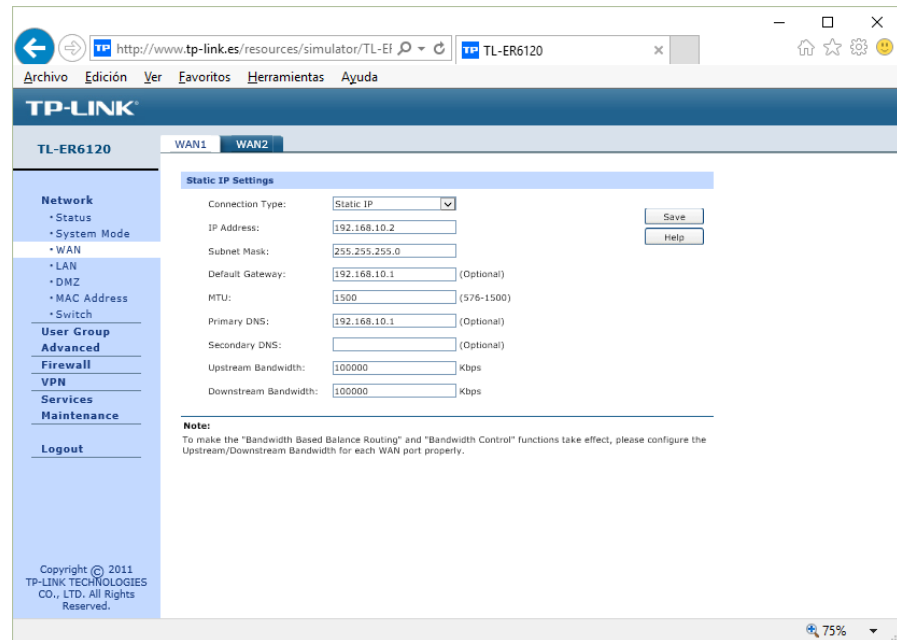 http://www.tp-link.es/resources/simulator/TL-EF
TP TL-ER6120
Archivo Edición Ver Favoritos Herramientas Ayuda
TP-LINK®
TL-ER6120
WAN1 WAN2
Static IP Settings
Network
• Status
• System Mode
• WAN
• LAN
• DMZ
• MAC Address
• Switch
User Group
Advanced
Firewall
VPN
Services
Maintenance
Logout
Connection Type: Static IP
IP Address: 192.168.10.2
Subnet Mask: 255.255.255.0
Default Gateway: 192.168.10.1 (Optional)
MTU: 1500 (576-1500)
Primary DNS: 192.168.10.1 (Optional)
Secondary DNS: (Optional)
Upstream Bandwidth: 100000 Kbps
Downstream Bandwidth: 100000 Kbps
Save
Help
Note:
To make the "Bandwidth Based Balance Routing" and "Bandwidth Control" functions take effect, please configure the
Upstream/Downstream Bandwidth for each WAN port properly.
Copyright © 2011
TP-LINK TECHNOLOGIES
CO., LTD. All Rights
Reserved.
75%